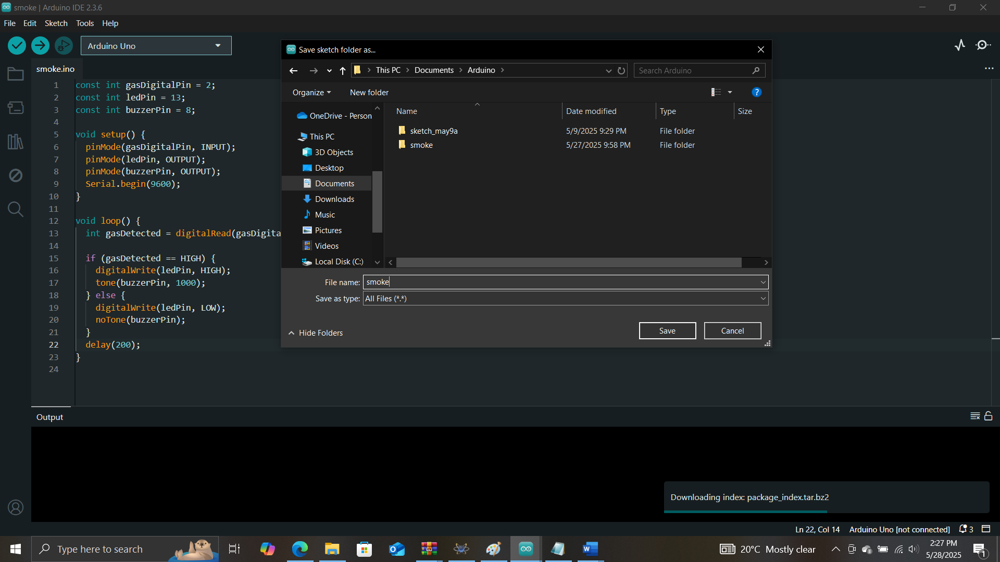 smoke | Arduino IDE 2.3.6
File Edit Sketch Tools Help
Arduino Uno
smoke.ino
1 const int gasDigitalPin = 2;
2 const int ledPin = 13;
3 const int buzzerPin = 8;
4
5 void setup() {
6 pinMode(gasDigitalPin, INPUT);
7 pinMode(ledPin, OUTPUT);
8 pinMode(buzzerPin, OUTPUT);
9 Serial.begin(9600);
10 }
11
12 void loop() {
13 int gasDetected = digitalRead(gasDigita
14
15 if (gasDetected == HIGH) {
16 digitalWrite(ledPin, HIGH);
17 tone(buzzerPin, 1000);
18 } else {
19 digitalWrite(ledPin, LOW);
20 noTone(buzzerPin);
21 }
22 delay(200);
23 }
24
Save sketch folder as...
This PC > Documents > Arduino >
Search Arduino
Organize New folder
OneDrive - Person
This PC
3D Objects
Desktop
Documents
Downloads
Music
Pictures
Videos
Local Disk (C:)
Name Date modified Type Size
sketch_may9a 5/9/2025 9:29 PM File folder
smoke 5/27/2025 9:58 PM File folder
File name: smoke
Save as type: All Files (*.*)
Hide Folders
Save Cancel
Output
Downloading index: package_index.tar.bz2
Ln 22, Col 14 Arduino Uno [not connected] 3
Type here to search
20°C Mostly clear
2:27 PM
5/28/2025
1